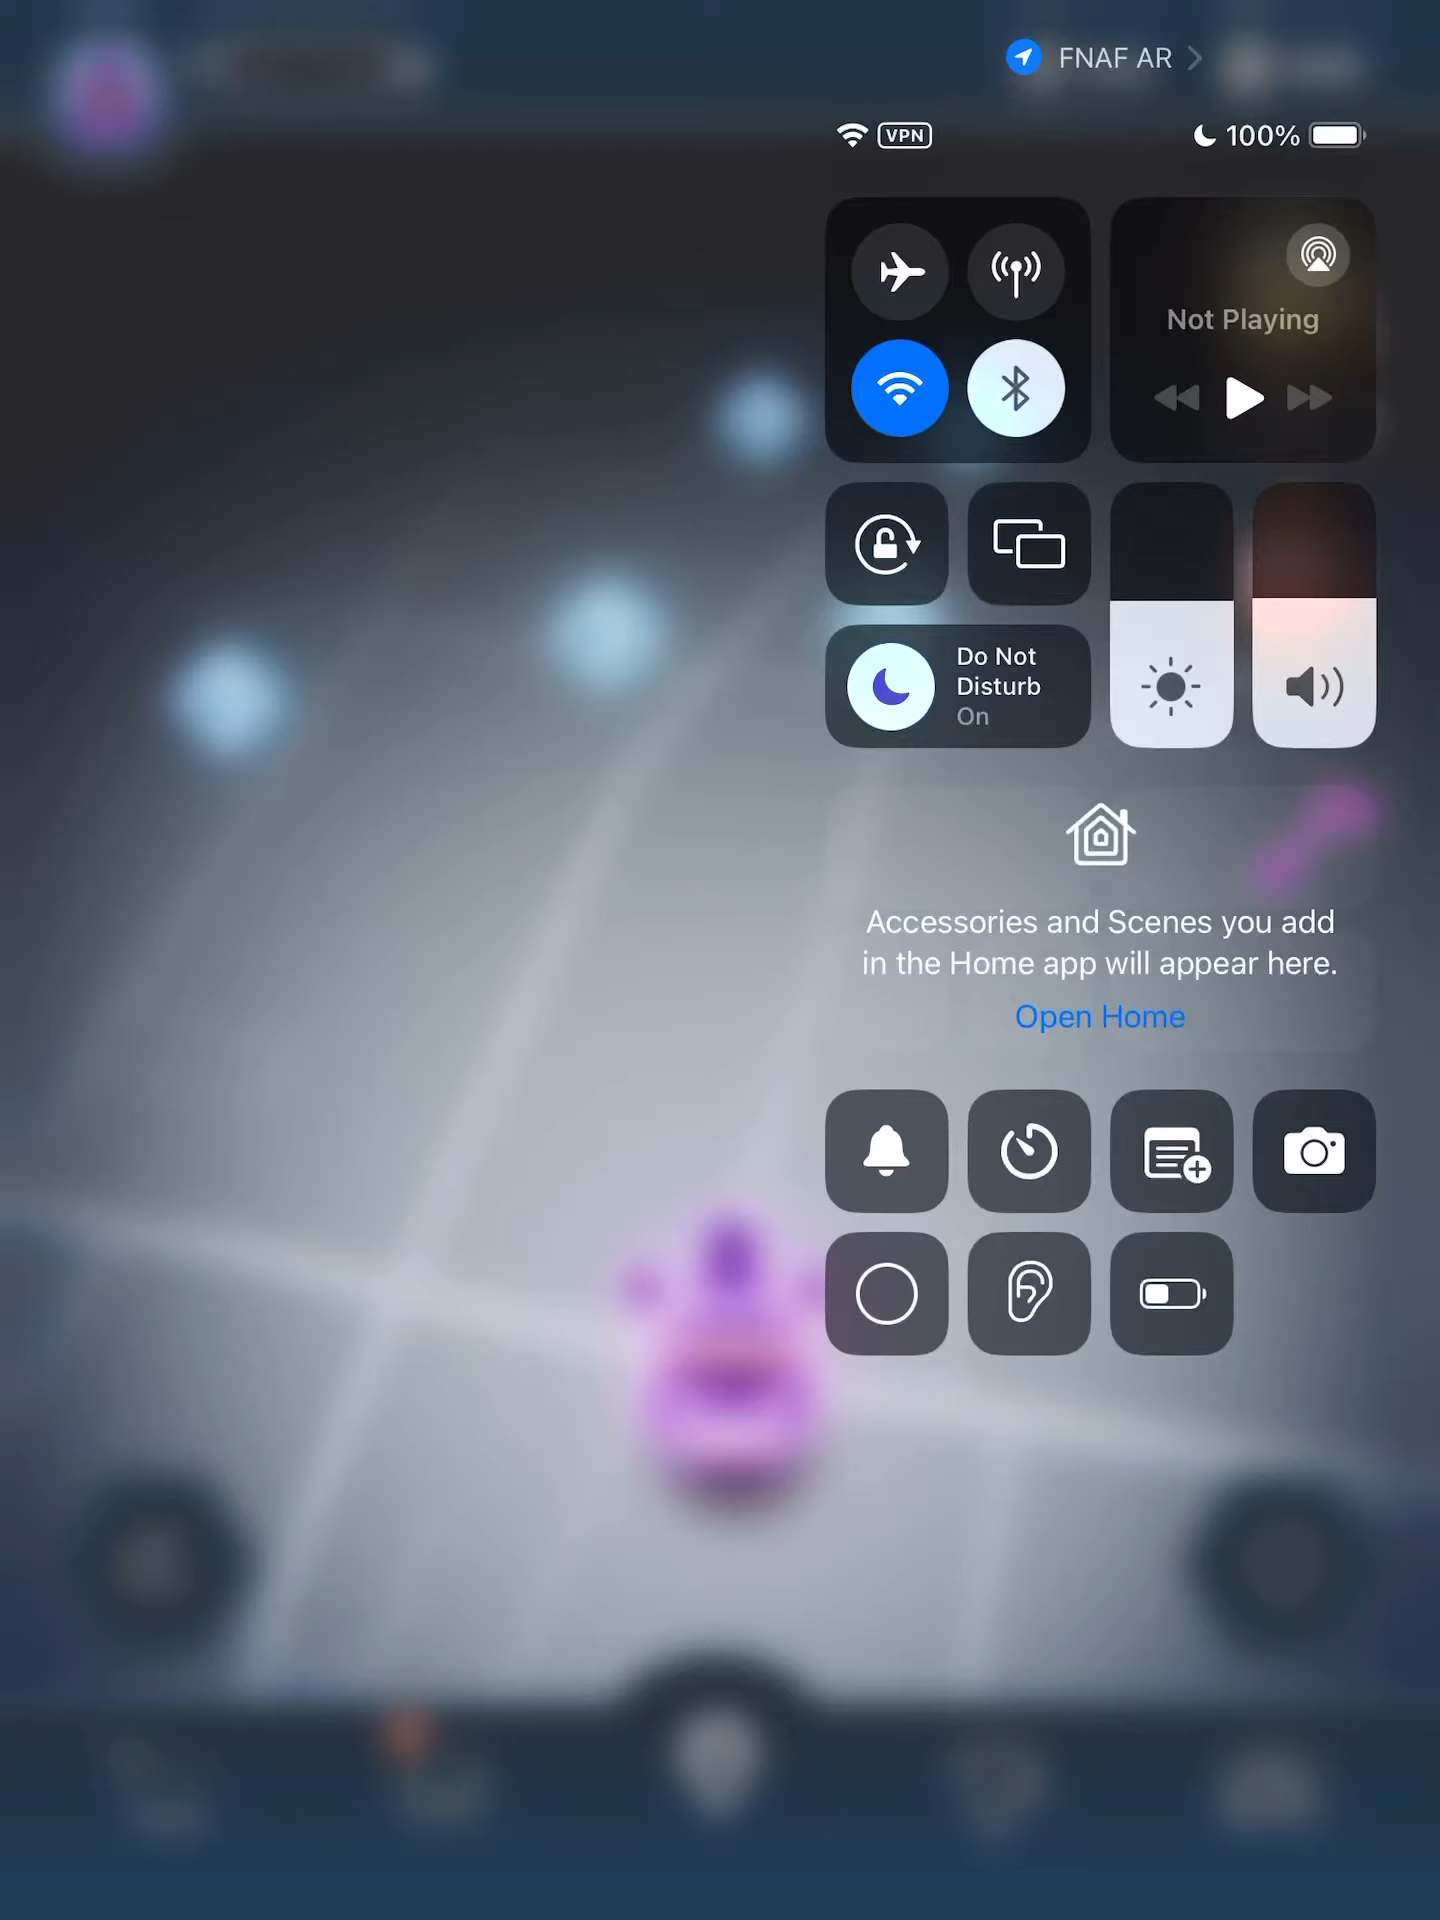 FNAF AR
VPN
100%
Not Playing
Do Not
Disturb
On
Accessories and Scenes you add
in the Home app will appear here.
Open Home